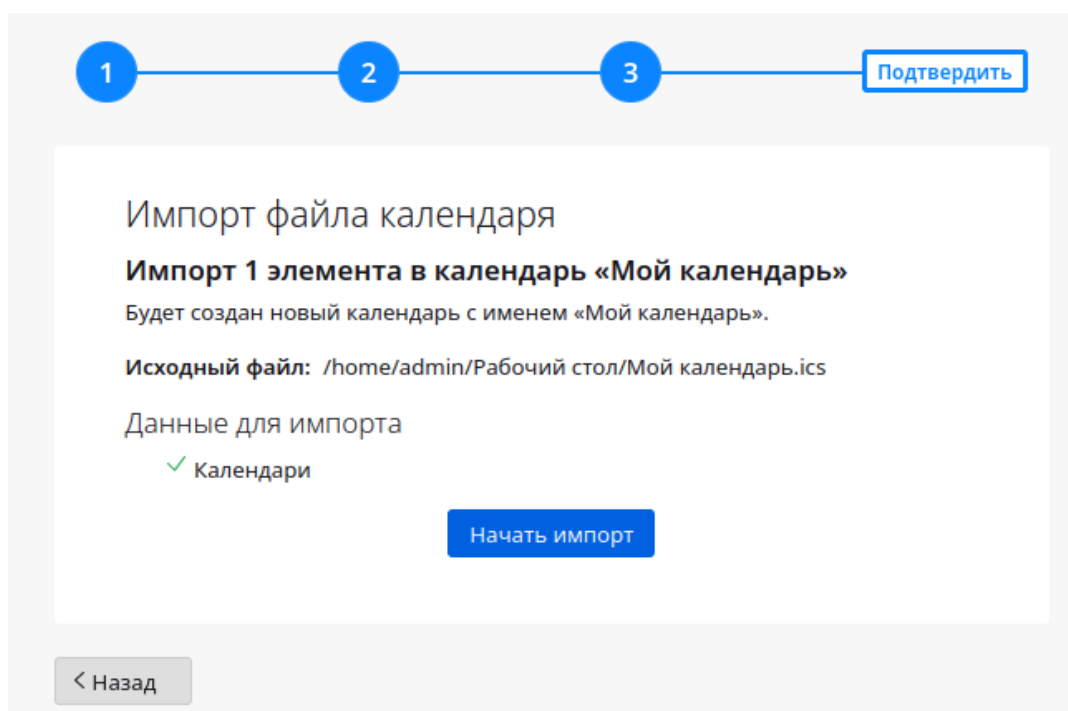 1 2 3 Подтвердить
Импорт файла календаря
Импорт 1 элемента в календарь «Мой календарь»
Будет создан новый календарь с именем «Мой календарь».
Исходный файл: /home/admin/Рабочий стол/Мой календарь.ics
Данные для импорта
Календари
Начать импорт
Назад